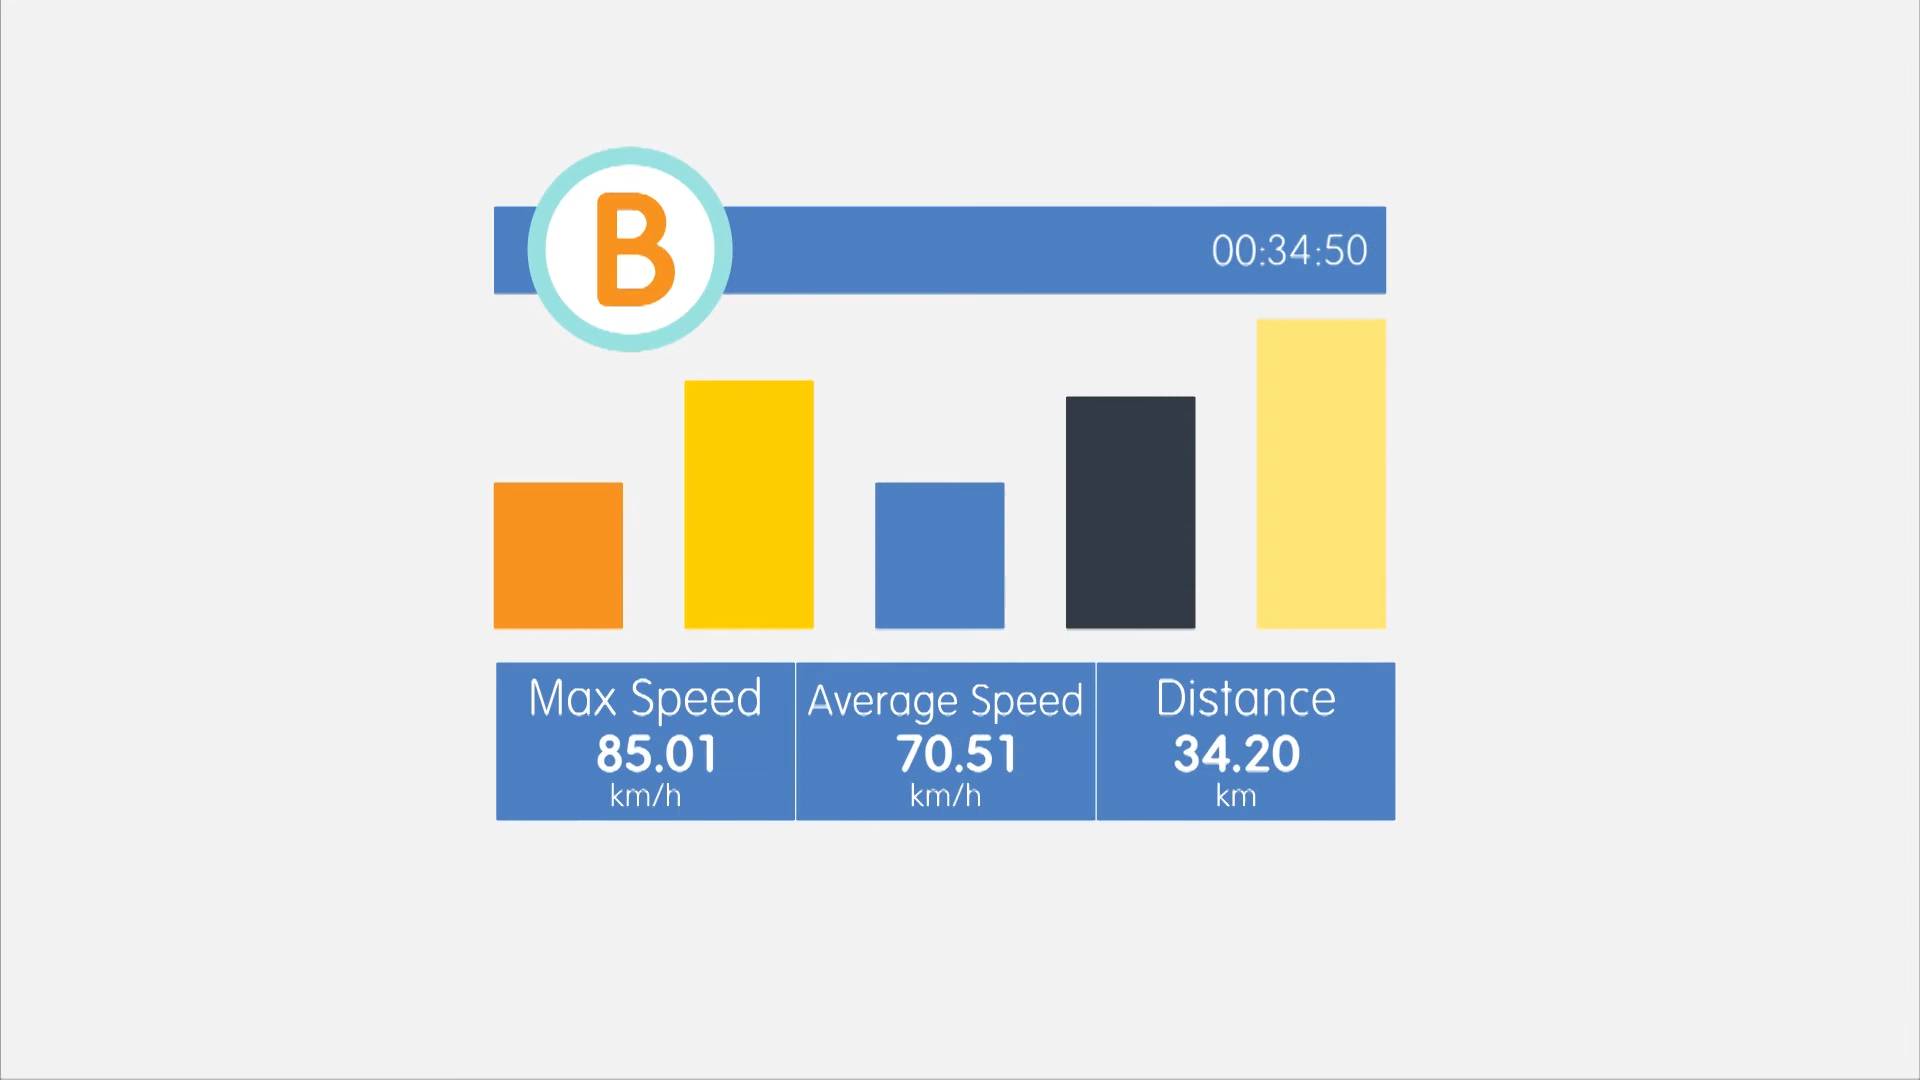 B
00:34:50
Max Speed
85.01
km/h
Average Speed
70.51
km/h
Distance
34.20
km